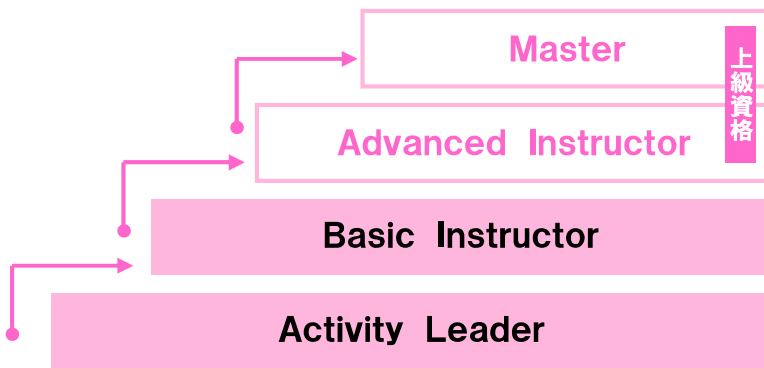 Master
上級資格
Advanced Instructor
Basic Instructor
Activity Leader